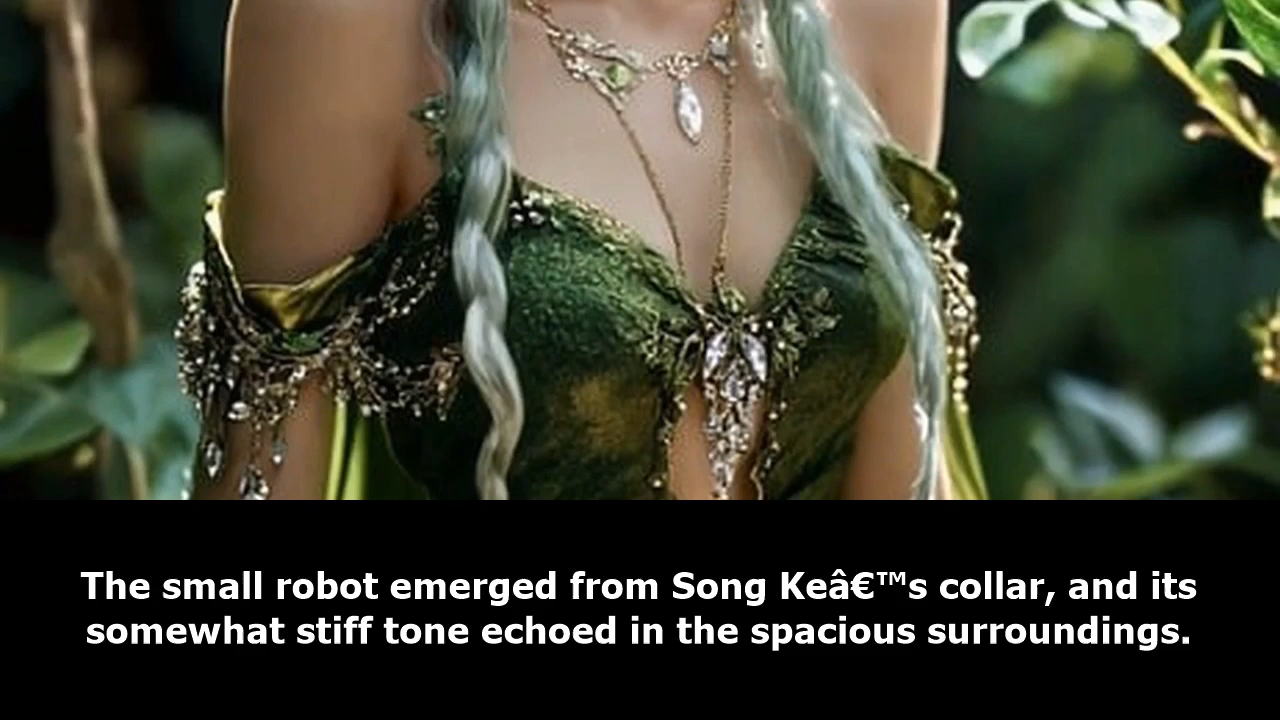 The small robot emerged from Song Keâ€™s collar, and its
somewhat stiff tone echoed in the spacious surroundings.